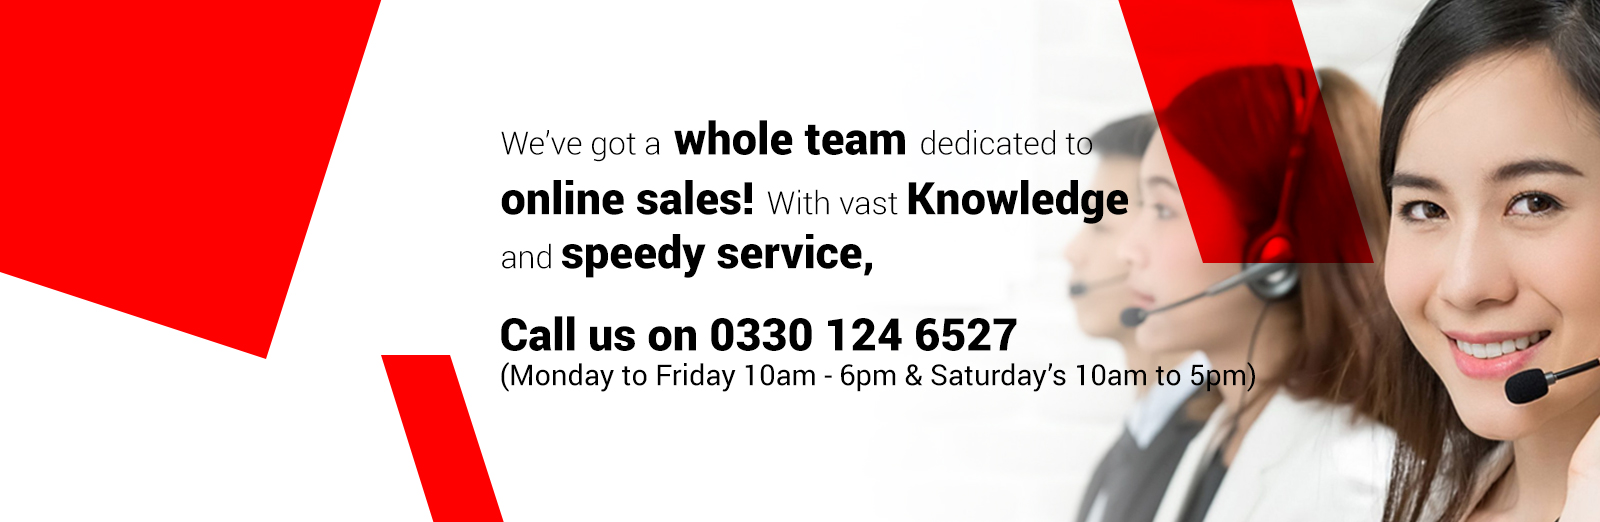 We've got a whole team dedicated to
online sales! With vast Knowledge
and speedy service,
Call us on 0330 124 6527
(Monday to Friday 10am - 6pm & Saturday's 10am to 5pm)